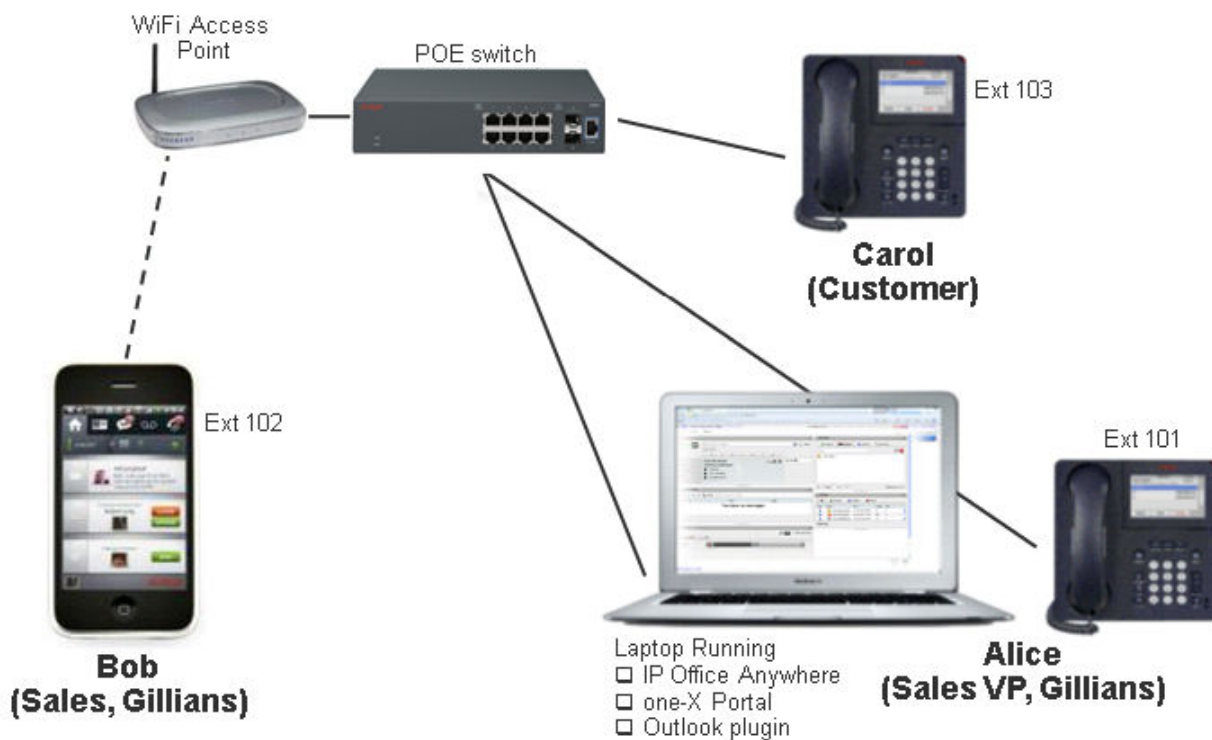 WiFi Access
Point
POE switch
Ext 103
Carol
(Customer)
Ext 102
Ext 101
Bob
(Sales, Gillians)
Laptop Running
☐ IP Office Anywhere
☐ one-X Portal
☐ Outlook plugin
Alice
(Sales VP, Gillians)